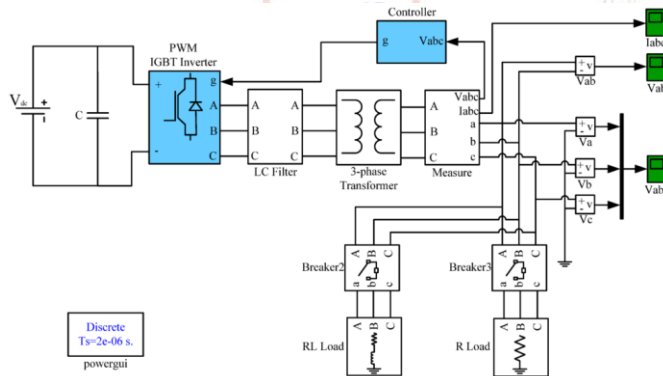 Controller
g
Vabc
PWM
IGBT Inverter
g
+
-
A
B
C
Vdc
+
-
C
A
B
C
A
B
C
LC Filter
A
B
C
3-phase
Transformer
Vabc
Iabc
A
B
C
a
b
c
Measure
+
-
v
Vab
+
-
v
Va
+
-
v
Vb
+
-
v
Vc
Iabc
Vab
Breaker2
A
B
C
a
b
c
Breaker3
A
B
C
a
b
c
RL Load
A
B
C
R Load
A
B
C
Discrete
Ts=2e-06 s.
powergui